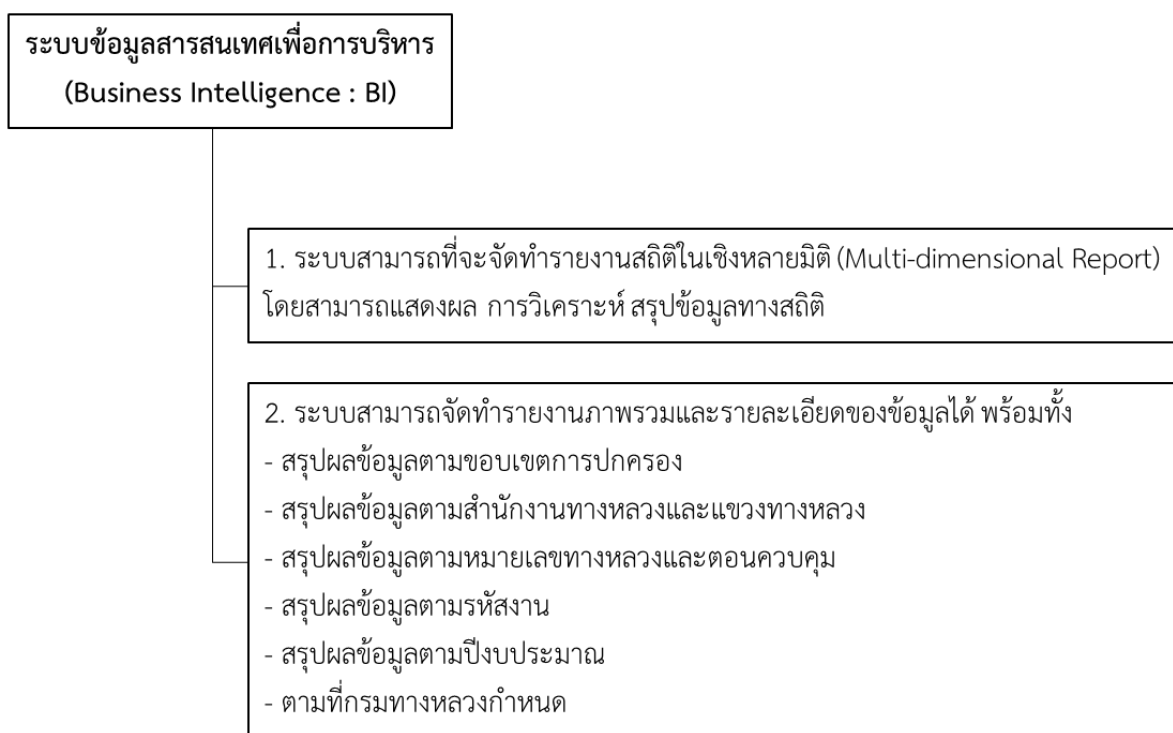 ระบบข้อมูลสารสนเทศเพื่อการบริหาร
(Business Intelligence : BI)
1. ระบบสามารถที่จะจัดทำรายงานสถิติในเชิงหลายมิติ (Multi-dimensional Report)
โดยสามารถแสดงผล การวิเคราะห์ สรุปข้อมูลทางสถิติ
2. ระบบสามารถจัดทำรายงานภาพรวมและรายละเอียดของข้อมูลได้ พร้อมทั้ง
- สรุปผลข้อมูลตามขอบเขตการปกครอง
- สรุปผลข้อมูลตามสำนักงานทางหลวงและแขวงทางหลวง
- สรุปผลข้อมูลตามหมายเลขทางหลวงและตอนควบคุม
- สรุปผลข้อมูลตามรหัสงาน
- สรุปผลข้อมูลตามปีงบประมาณ
- ตามที่กรมทางหลวงกำหนด